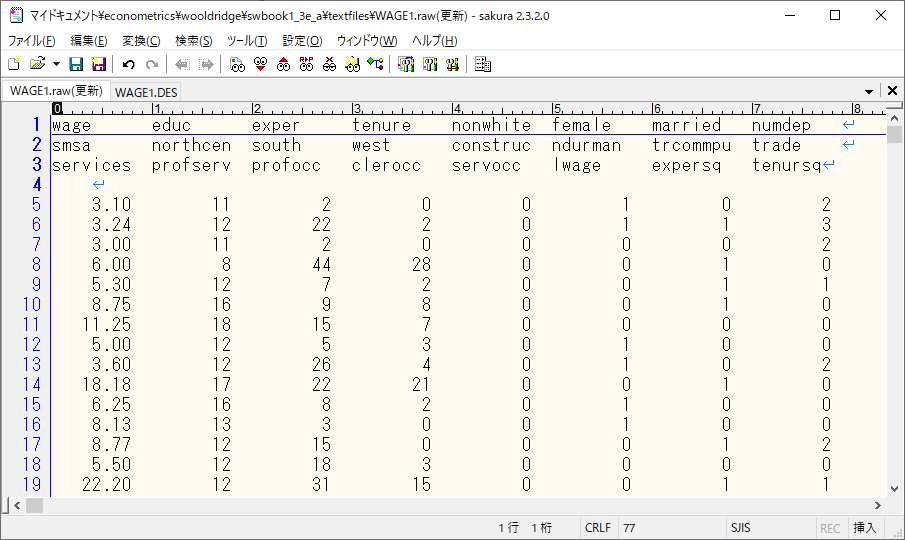 マイドキュメント¥econometrics¥wooldridge¥swbook1_3e_a¥textfiles¥WAGE1.raw(更新) - sakura 2.3.2.0
ファイル(F) 編集(E) 変換(C) 検索(S) ツール(T) 設定(O) ウィンドウ(W) ヘルプ(H)
WAGE1.raw(更新) WAGE1.DES
0 1 2 3 4 5 6 7 8
1 wage educ exper tenure nonwhite female married numdep
2 smsa northcen south west construc ndurman trcommpu trade
3 services profserv profocc clerocc servocc lwage expersq tenursq
4
5 3.10 11 2 0 0 1 0 2
6 3.24 12 22 2 0 1 1 3
7 3.00 11 2 0 0 0 0 2
8 6.00 8 44 28 0 0 1 0
9 5.30 12 7 2 0 0 1 1
10 8.75 16 9 8 0 0 1 0
11 11.25 18 15 7 0 0 0 0
12 5.00 12 5 3 0 1 0 0
13 3.60 12 26 4 0 1 0 2
14 18.18 17 22 21 0 0 1 0
15 6.25 16 8 2 0 1 0 0
16 8.13 13 3 0 0 1 0 0
17 8.77 12 15 0 0 0 1 2
18 5.50 12 18 3 0 0 0 0
19 22.20 12 31 15 0 0 1 1
1 行 1 桁 CRLF 77 SJIS REC 挿入